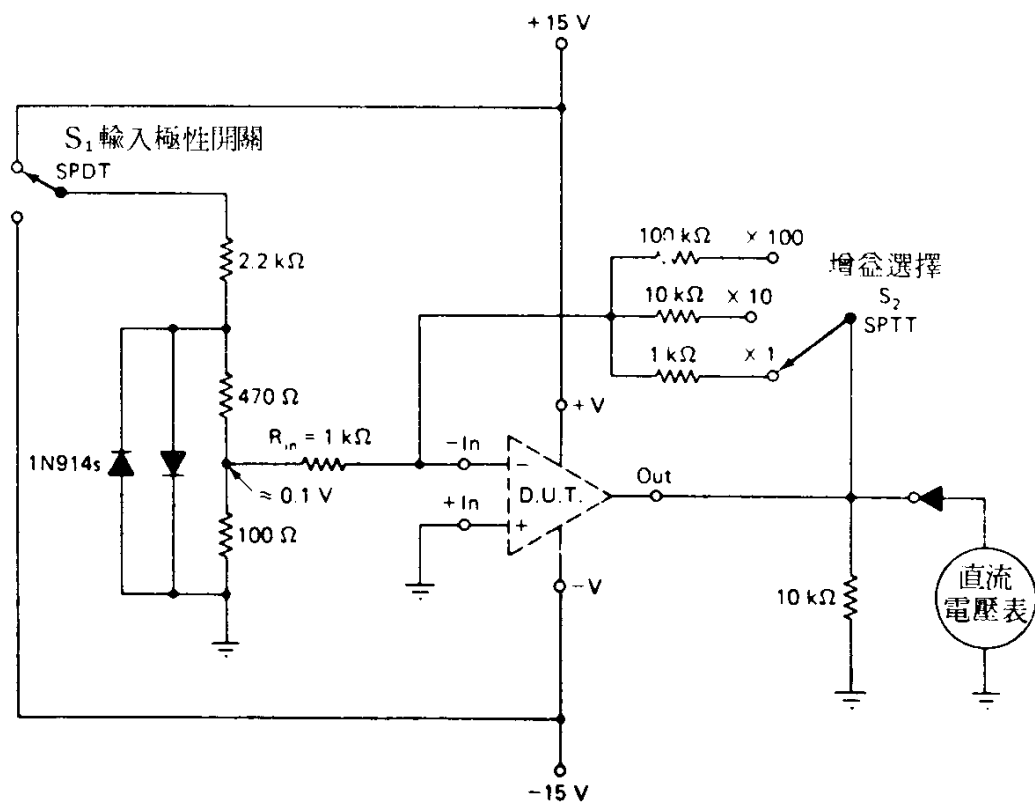 +15 V
S₁ 輸入極性開關
SPDT
2.2 kΩ
100 kΩ × 100
增益選擇
S₂
SPTT
10 kΩ × 10
1 kΩ × 1
470 Ω
+V
R_in = 1 kΩ
−In
−
1N914s
≈ 0.1 V
D.U.T.
Out
+In
+
100 Ω
−V
10 kΩ
直流
電壓表
−15 V